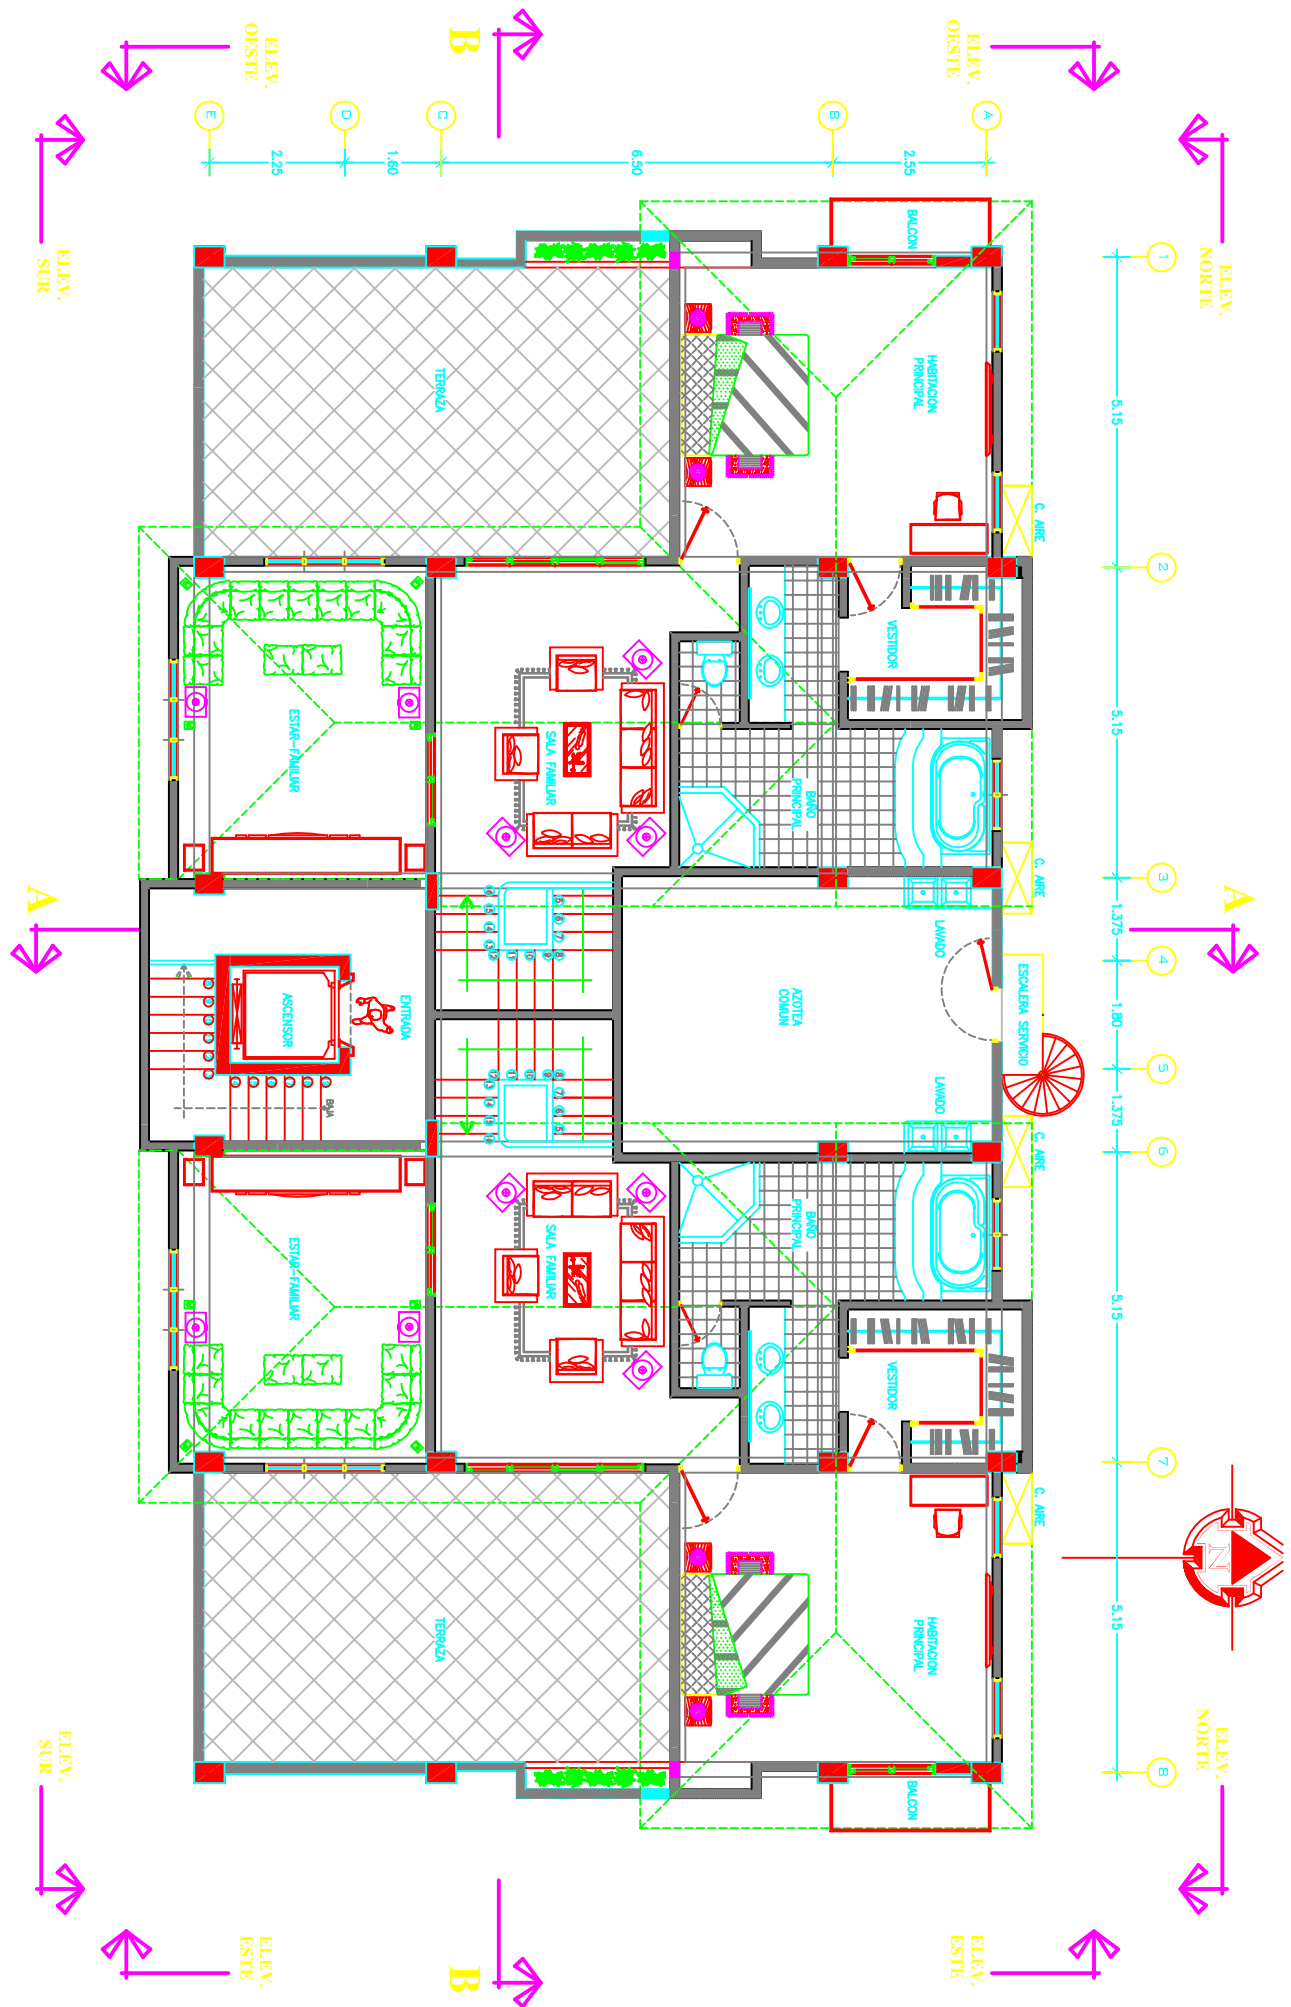 A
ELEV.
NORTE
ELEV.
NORTE
N
1
2
3
4
5
6
7
8
5.15
5.15
1.375
1.80
1.375
5.15
5.15
C. AIRE
C. AIRE
ESCALERA SERVICIO
C. AIRE
C. AIRE
ELEV.
OESTE
ELEV.
ESTE
A
B
C
D
E
2.55
6.50
1.60
2.25
BALCON
HABITACION
PRINCIPAL
VESTIDOR
BAÑO
PRINCIPAL
LAVADO
AZOTEA
COMUN
LAVADO
BAÑO
PRINCIPAL
VESTIDOR
HABITACION
PRINCIPAL
BALCON
SALA FAMILIAR
SALA FAMILIAR
B
B
TERRAZA
ESTAR-FAMILIAR
ENTRADA
ASCENSOR
BAJA
ESTAR-FAMILIAR
TERRAZA
ELEV.
OESTE
ELEV.
ESTE
ELEV.
SUR
A
ELEV.
SUR